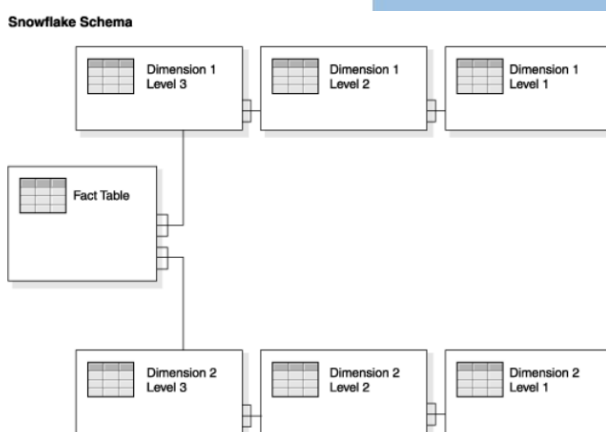 Snowflake Schema
Dimension 1
Level 3
Dimension 1
Level 2
Dimension 1
Level 1
Fact Table
Dimension 2
Level 3
Dimension 2
Level 2
Dimension 2
Level 1